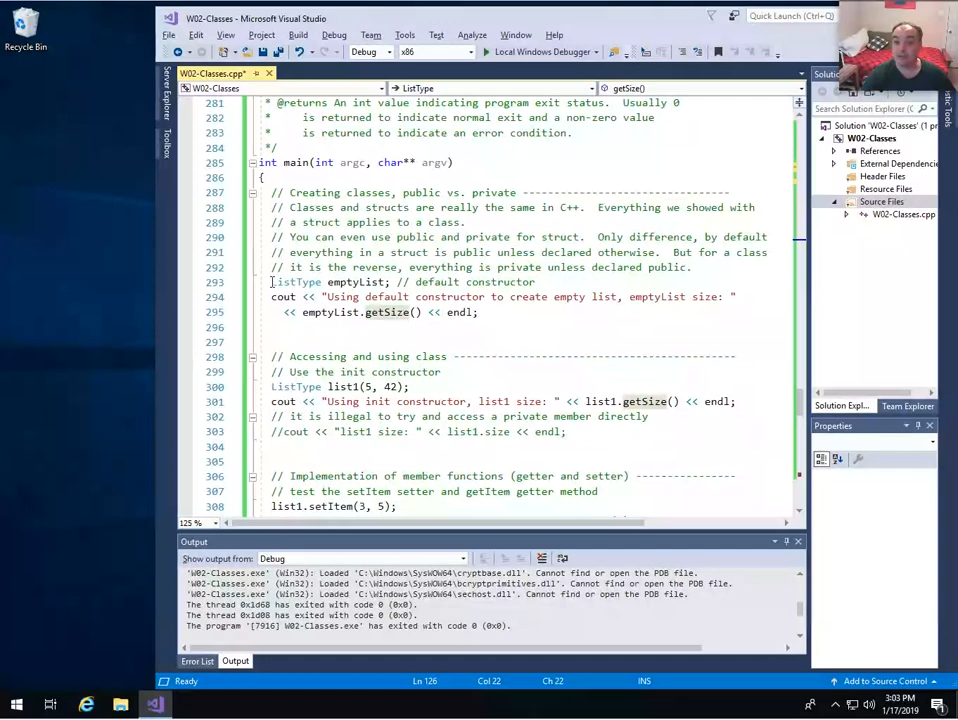 Recycle Bin
W02-Classes - Microsoft Visual Studio
Quick Launch (Ctrl+Q)
File Edit View Project Build Debug Team Tools Test Analyze Window Help
Debug x86 Local Windows Debugger
Server Explorer
Toolbox
W02-Classes.cpp*
W02-Classes ListType getSize()
281 * @returns An int value indicating program exit status. Usually 0
282 * is returned to indicate normal exit and a non-zero value
283 * is returned to indicate an error condition.
284 */
285 int main(int argc, char** argv)
286 {
287 // Creating classes, public vs. private ---------------------------------
288 // Classes and structs are really the same in C++. Everything we showed with
289 // a struct applies to a class.
290 // You can even use public and private for struct. Only difference, by default
291 // everything in a struct is public unless declared otherwise. But for a class
292 // it is the reverse, everything is private unless declared public.
293 ListType emptyList; // default constructor
294 cout << "Using default constructor to create empty list, emptyList size: "
295 << emptyList.getSize() << endl;
296
297
298 // Accessing and using class ---------------------------------------------
299 // Use the init constructor
300 ListType list1(5, 42);
301 cout << "Using init constructor, list1 size: " << list1.getSize() << endl;
302 // it is illegal to try and access a private member directly
303 //cout << "list1 size: " << list1.size << endl;
304
305
306 // Implementation of member functions (getter and setter) ----------------
307 // test the setItem setter and getItem getter method
308 list1.setItem(3, 5);
125 %
Solution Explorer (Ctrl+;)
Solution 'W02-Classes' (1 pr
W02-Classes
References
External Dependencie
Header Files
Resource Files
Source Files
W02-Classes.cpp
Solution Expl... Team Explorer
Properties
Output
Show output from: Debug
'W02-Classes.exe' (Win32): Loaded 'C:\Windows\SysWOW64\cryptbase.dll'. Cannot find or open the PDB file.
'W02-Classes.exe' (Win32): Loaded 'C:\Windows\SysWOW64\bcryptprimitives.dll'. Cannot find or open the PDB file.
'W02-Classes.exe' (Win32): Loaded 'C:\Windows\SysWOW64\sechost.dll'. Cannot find or open the PDB file.
The thread 0x1d68 has exited with code 0 (0x0).
The thread 0x1d08 has exited with code 0 (0x0).
The program '[7916] W02-Classes.exe' has exited with code 0 (0x0).
Error List Output
Ready Ln 126 Col 22 Ch 22 INS Add to Source Control
3:03 PM
1/17/2019